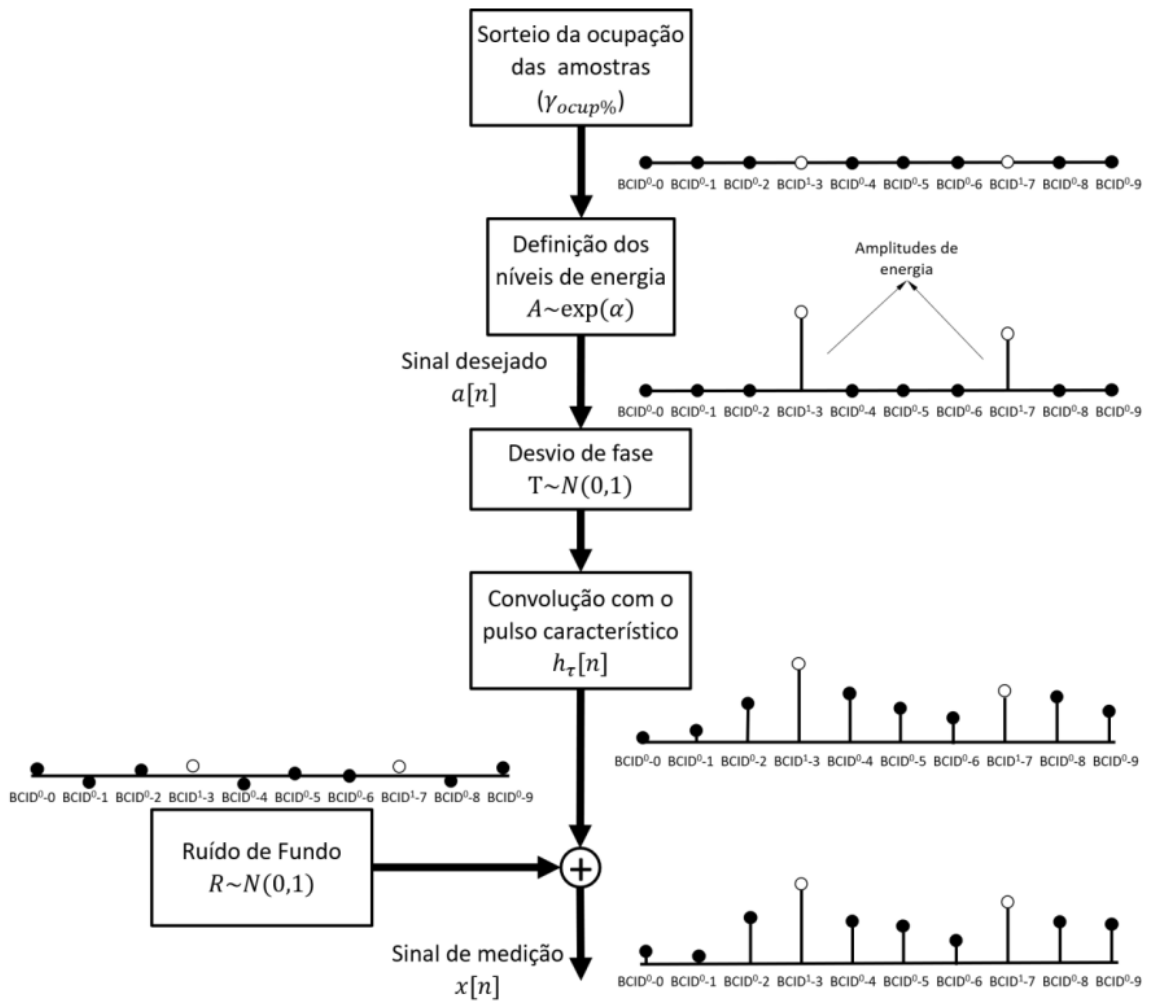 Sorteio da ocupação
das amostras
(γocup%)
BCID⁰-0 BCID⁰-1 BCID⁰-2 BCID¹-3 BCID⁰-4 BCID⁰-5 BCID⁰-6 BCID¹-7 BCID⁰-8 BCID⁰-9
Definição dos
níveis de energia
A~exp(α)
Amplitudes de
energia
Sinal desejado
a[n]
BCID⁰-0 BCID⁰-1 BCID⁰-2 BCID¹-3 BCID⁰-4 BCID⁰-5 BCID⁰-6 BCID¹-7 BCID⁰-8 BCID⁰-9
Desvio de fase
T~N(0,1)
Convolução com o
pulso característico
hτ[n]
BCID⁰-0 BCID⁰-1 BCID⁰-2 BCID¹-3 BCID⁰-4 BCID⁰-5 BCID⁰-6 BCID¹-7 BCID⁰-8 BCID⁰-9
BCID⁰-0 BCID⁰-1 BCID⁰-2 BCID¹-3 BCID⁰-4 BCID⁰-5 BCID⁰-6 BCID¹-7 BCID⁰-8 BCID⁰-9
Ruído de Fundo
R~N(0,1)
+
Sinal de medição
x[n]
BCID⁰-0 BCID⁰-1 BCID⁰-2 BCID¹-3 BCID⁰-4 BCID⁰-5 BCID⁰-6 BCID¹-7 BCID⁰-8 BCID⁰-9